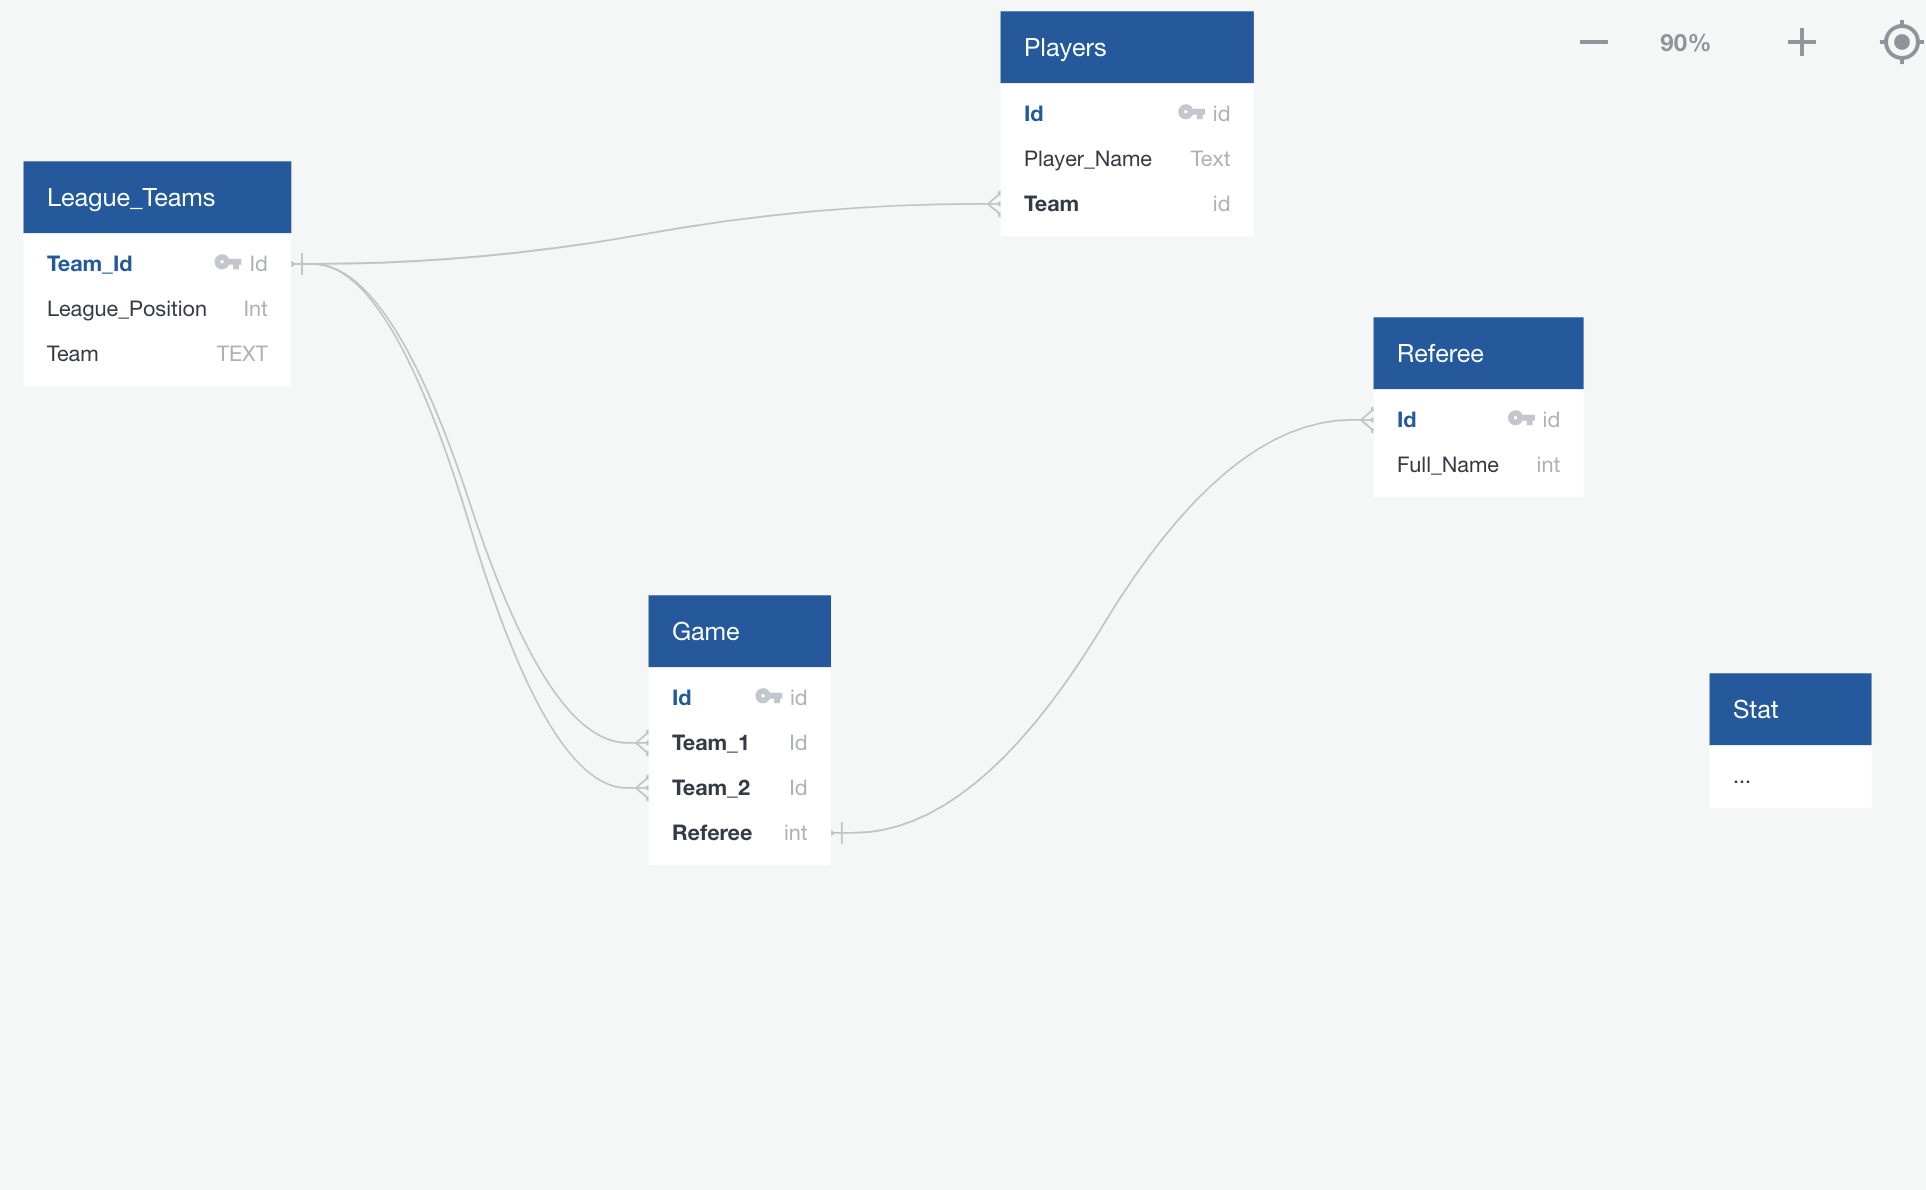 Players
Id id
Player_Name Text
Team id
90%
League_Teams
Team_Id Id
League_Position Int
Team TEXT
Referee
Id id
Full_Name int
Game
Id id
Team_1 Id
Team_2 Id
Referee int
Stat
...